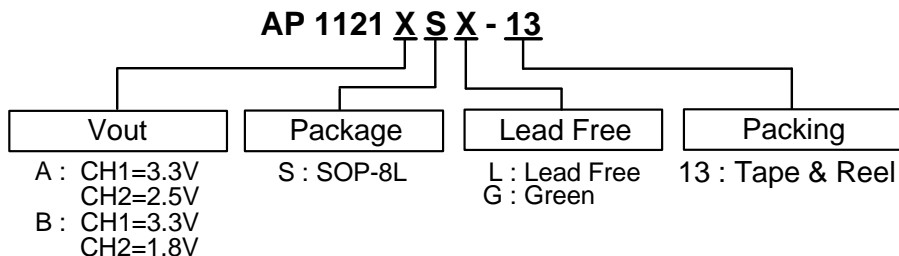 AP 1121 X S X - 13
Vout
Package
Lead Free
Packing
A : CH1=3.3V
CH2=2.5V
B : CH1=3.3V
CH2=1.8V
S : SOP-8L
L : Lead Free
G : Green
13 : Tape & Reel